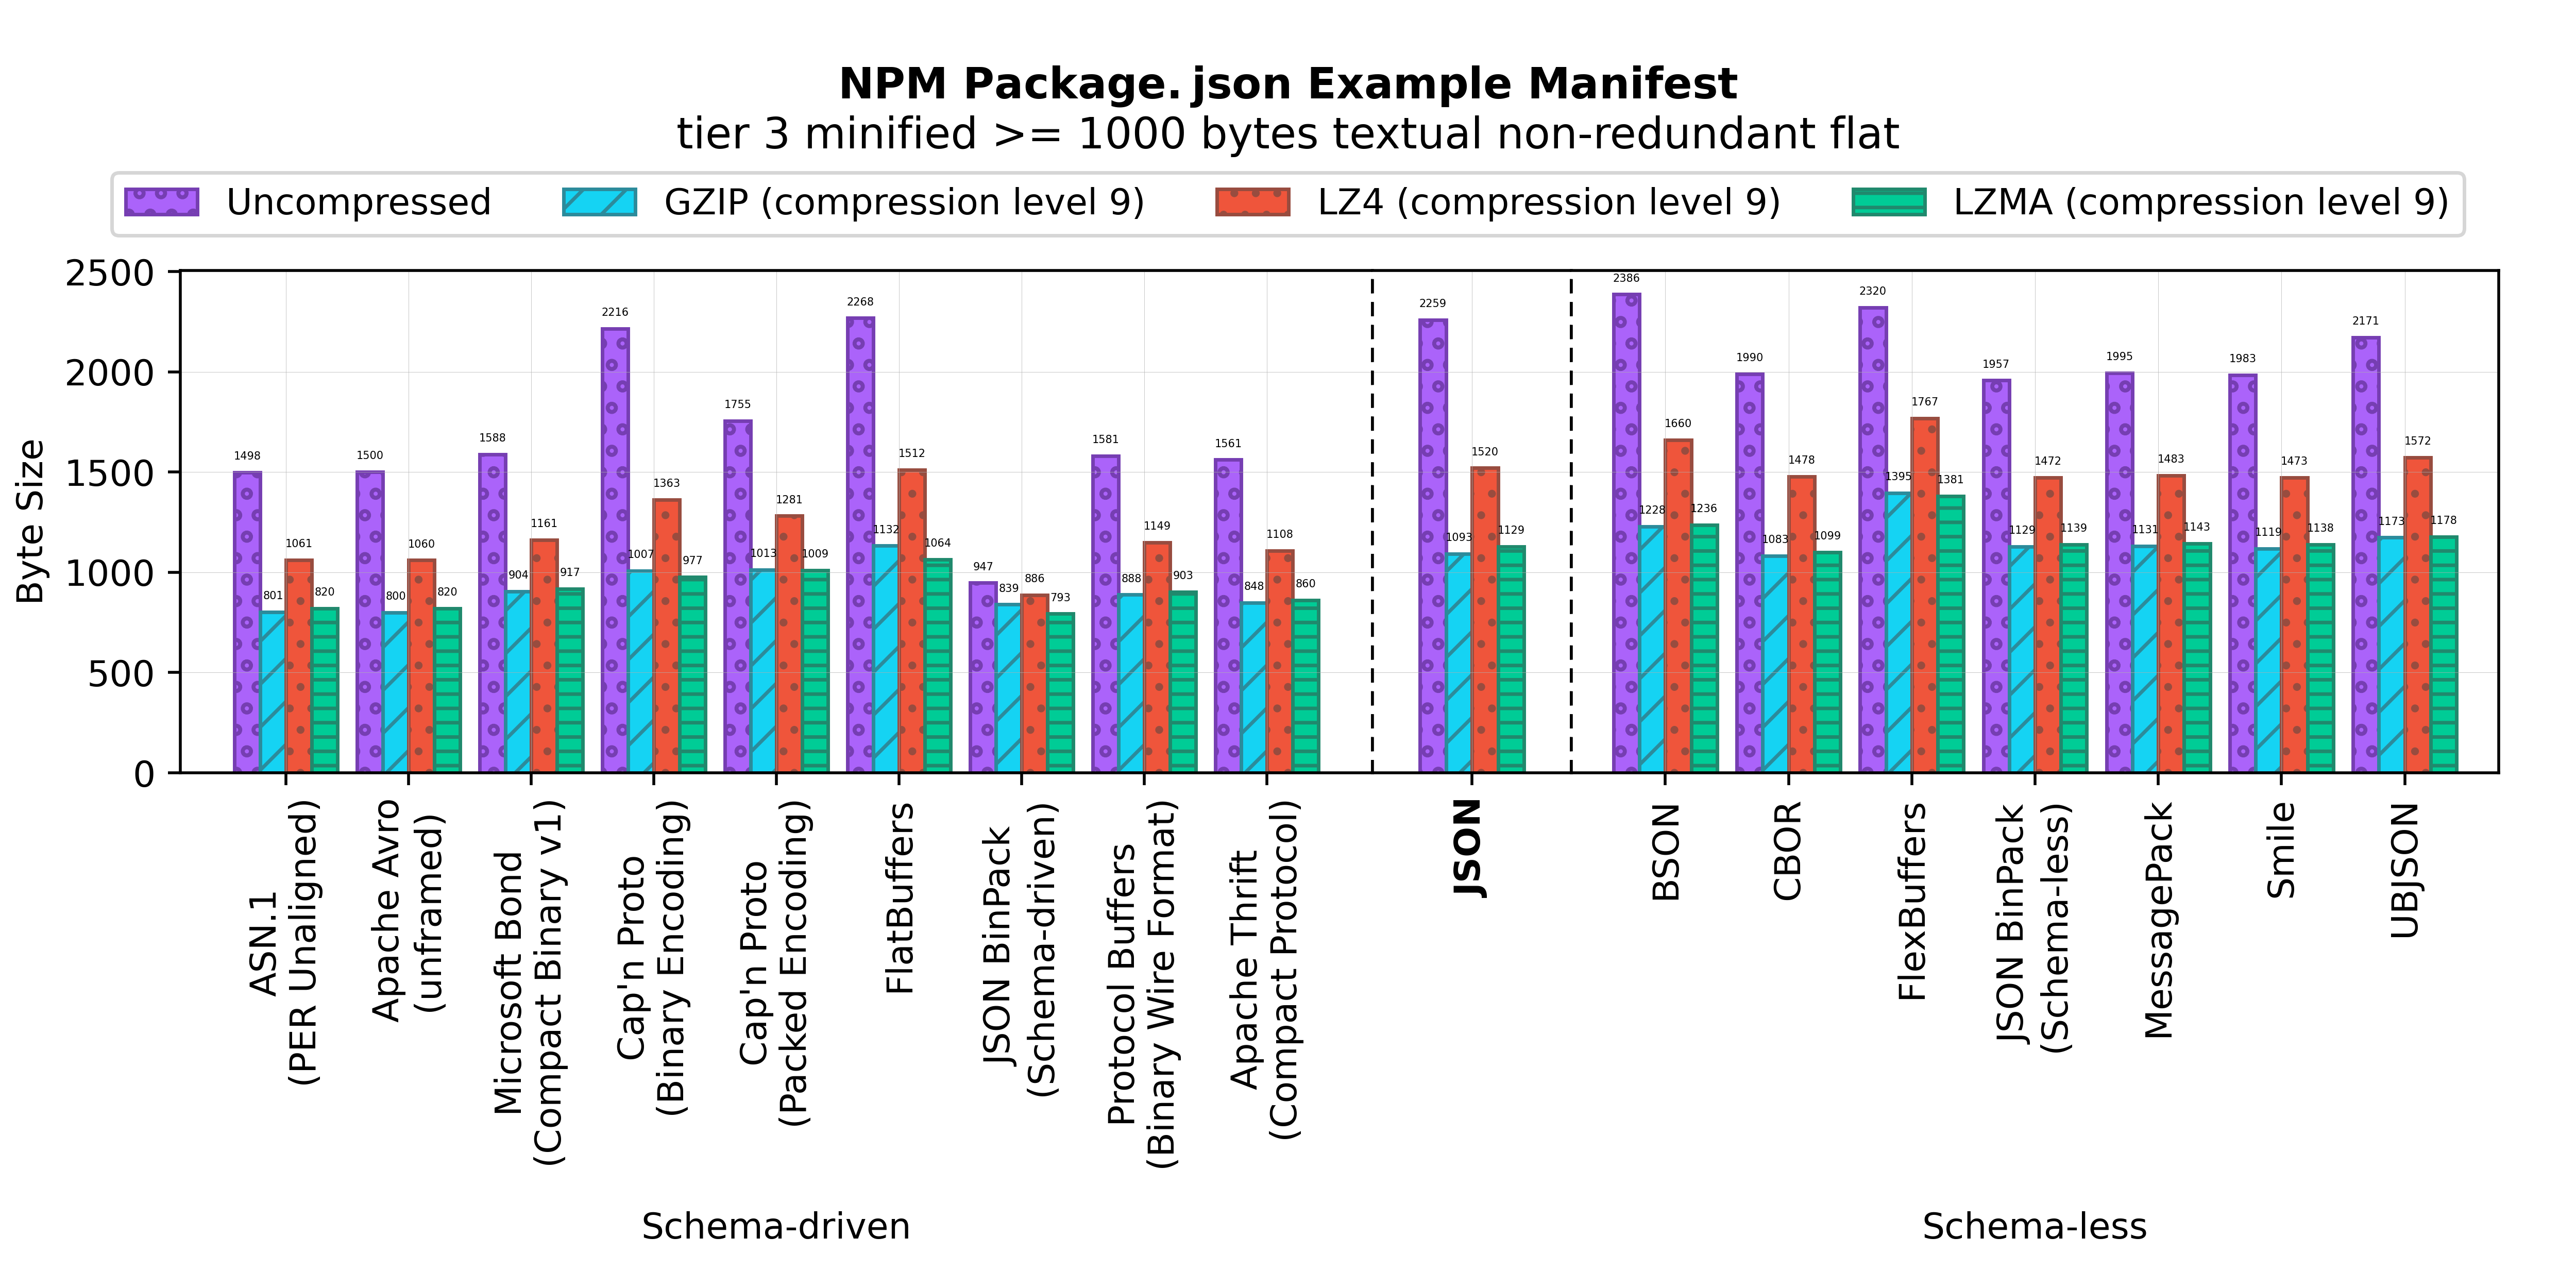 NPM Package.json Example Manifest
tier 3 minified >= 1000 bytes textual non-redundant flat
Uncompressed
GZIP (compression level 9)
LZ4 (compression level 9)
LZMA (compression level 9)
Byte Size
2500
2000
1500
1000
500
0
1498
801
1061
820
1500
800
1060
820
1588
904
1161
917
2216
1007
1363
977
1755
1013
1281
1009
2268
1132
1512
1064
947
839
886
793
1581
888
1149
903
1561
848
1108
860
2259
1093
1520
1129
2386
1228
1660
1236
1990
1083
1478
1099
2320
1395
1767
1381
1957
1129
1472
1139
1995
1131
1483
1143
1983
1119
1473
1138
2171
1173
1572
1178
ASN.1
(PER Unaligned)
Apache Avro
(unframed)
Microsoft Bond
(Compact Binary v1)
Cap'n Proto
(Binary Encoding)
Cap'n Proto
(Packed Encoding)
FlatBuffers
JSON BinPack
(Schema-driven)
Protocol Buffers
(Binary Wire Format)
Apache Thrift
(Compact Protocol)
JSON
BSON
CBOR
FlexBuffers
JSON BinPack
(Schema-less)
MessagePack
Smile
UBJSON
Schema-driven
Schema-less